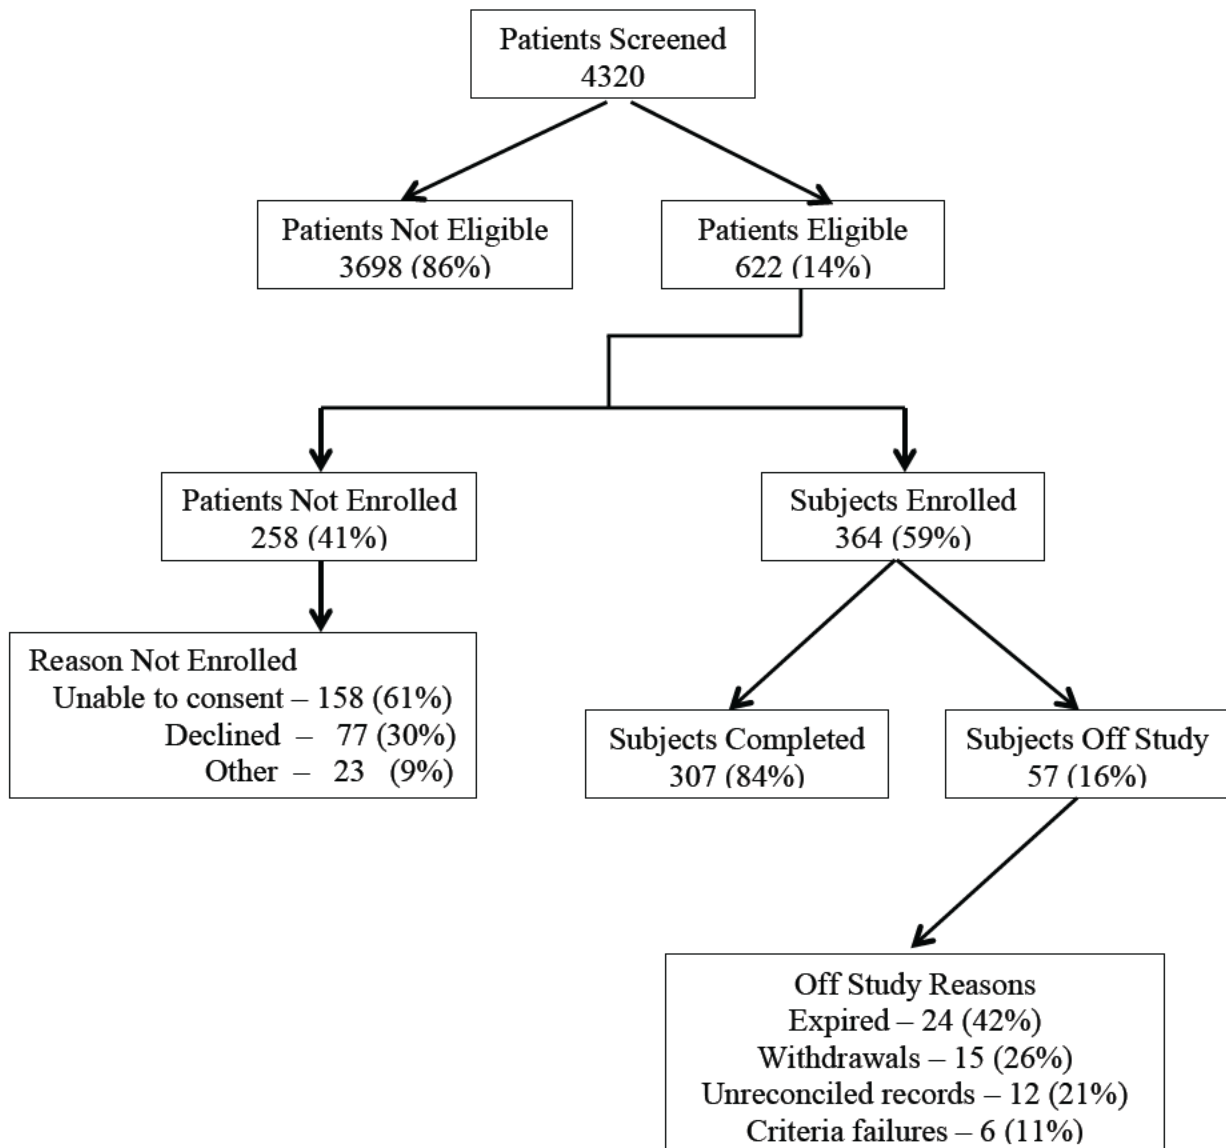 Patients Screened
4320
Patients Not Eligible
3698 (86%)
Patients Eligible
622 (14%)
Patients Not Enrolled
258 (41%)
Subjects Enrolled
364 (59%)
Reason Not Enrolled
Unable to consent – 158 (61%)
Declined – 77 (30%)
Other – 23 (9%)
Subjects Completed
307 (84%)
Subjects Off Study
57 (16%)
Off Study Reasons
Expired – 24 (42%)
Withdrawals – 15 (26%)
Unreconciled records – 12 (21%)
Criteria failures – 6 (11%)